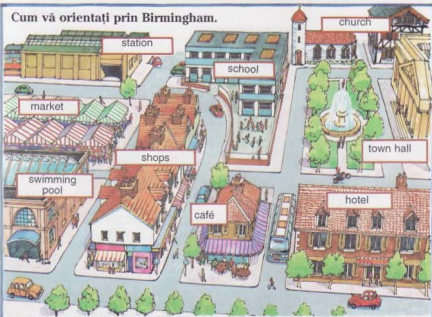 Cum vă orientați prin Birmingham.
station
church
school
market
town hall
shops
swimming
pool
hotel
café